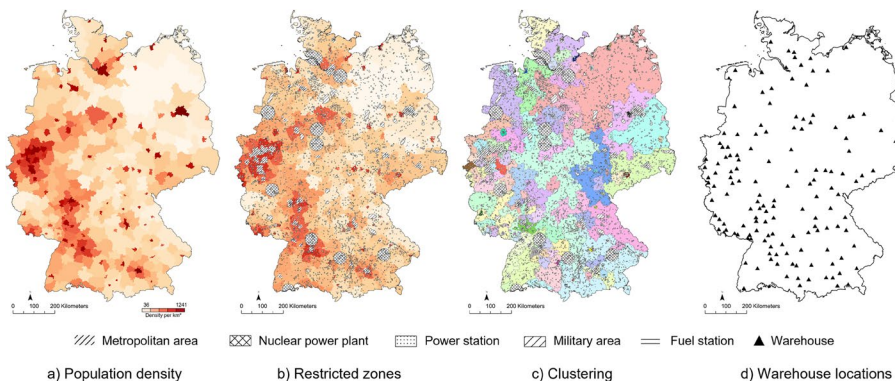 0 100 200 Kilometers
36 1241
Density per km²
0 100 200 Kilometers
0 100 200 Kilometers
0 100 200 Kilometers
Metropolitan area Nuclear power plant Power station Military area Fuel station Warehouse
a) Population density b) Restricted zones c) Clustering d) Warehouse locations